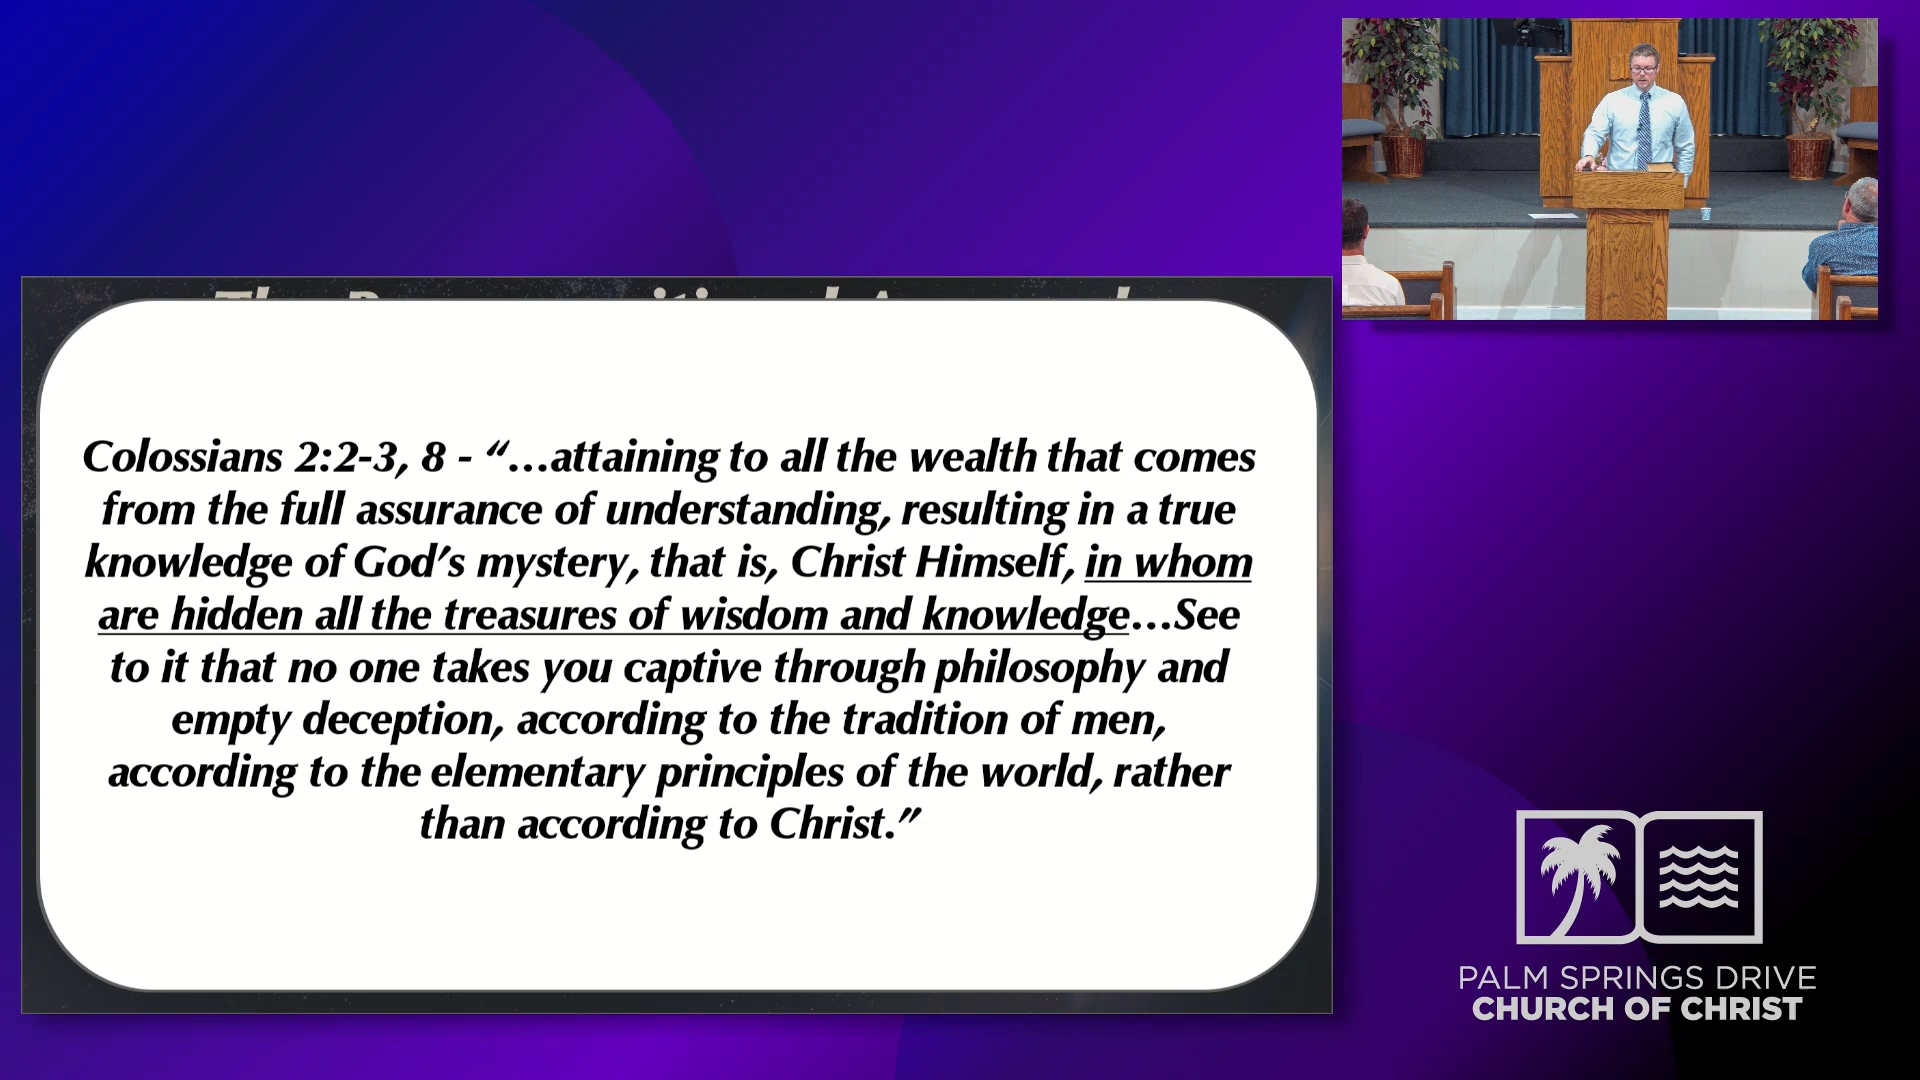 Colossians 2:2-3, 8 - “…attaining to all the wealth that comes
from the full assurance of understanding, resulting in a true
knowledge of God’s mystery, that is, Christ Himself, in whom
are hidden all the treasures of wisdom and knowledge…See
to it that no one takes you captive through philosophy and
empty deception, according to the tradition of men,
according to the elementary principles of the world, rather
than according to Christ.”
PALM SPRINGS DRIVE
CHURCH OF CHRIST